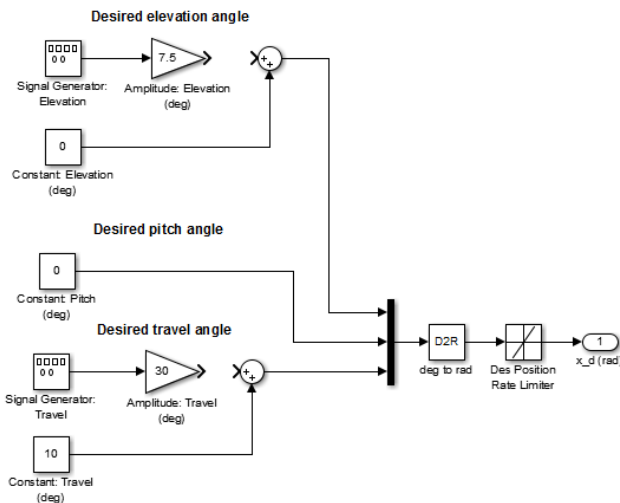 Desired elevation angle
7.5
Signal Generator:
Elevation
Amplitude: Elevation
(deg)
0
Constant: Elevation
(deg)
Desired pitch angle
0
Constant: Pitch
(deg)
Desired travel angle
30
Signal Generator:
Travel
Amplitude: Travel
(deg)
10
Constant: Travel
(deg)
D2R
deg to rad
Des Position
Rate Limiter
1
x_d (rad)